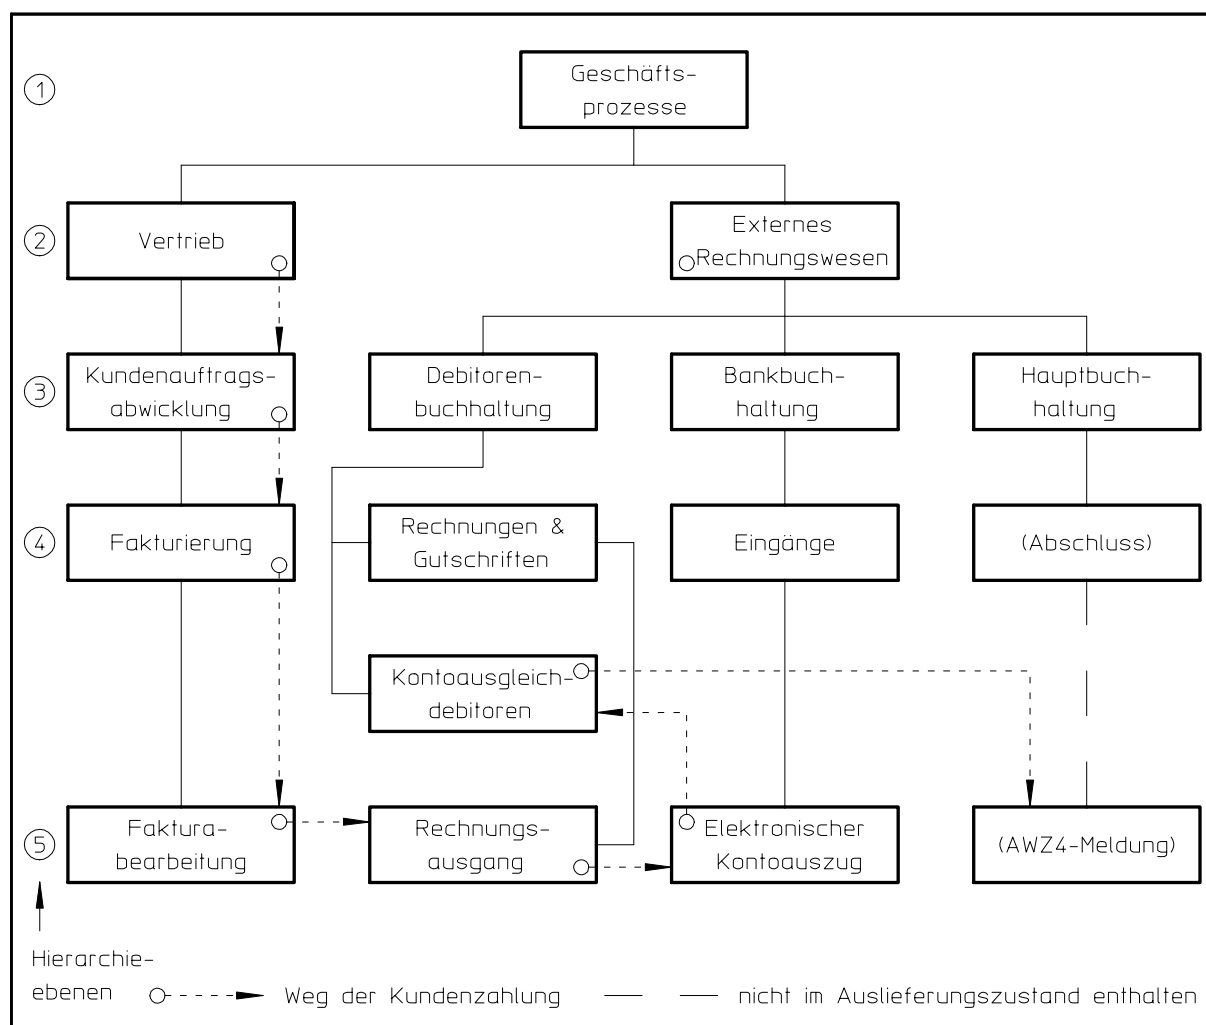 1
Geschäfts-
prozesse
2
Vertrieb
Externes
Rechnungswesen
3
Kundenauftrags-
abwicklung
Debitoren-
buchhaltung
Bankbuch-
haltung
Hauptbuch-
haltung
4
Fakturierung
Rechnungen &
Gutschriften
Eingänge
(Abschluss)
Kontoausgleich-
debitoren
5
Faktura-
bearbeitung
Rechnungs-
ausgang
Elektronischer
Kontoauszug
(AWZ4-Meldung)
Hierarchie-
ebenen
Weg der Kundenzahlung
nicht im Auslieferungszustand enthalten